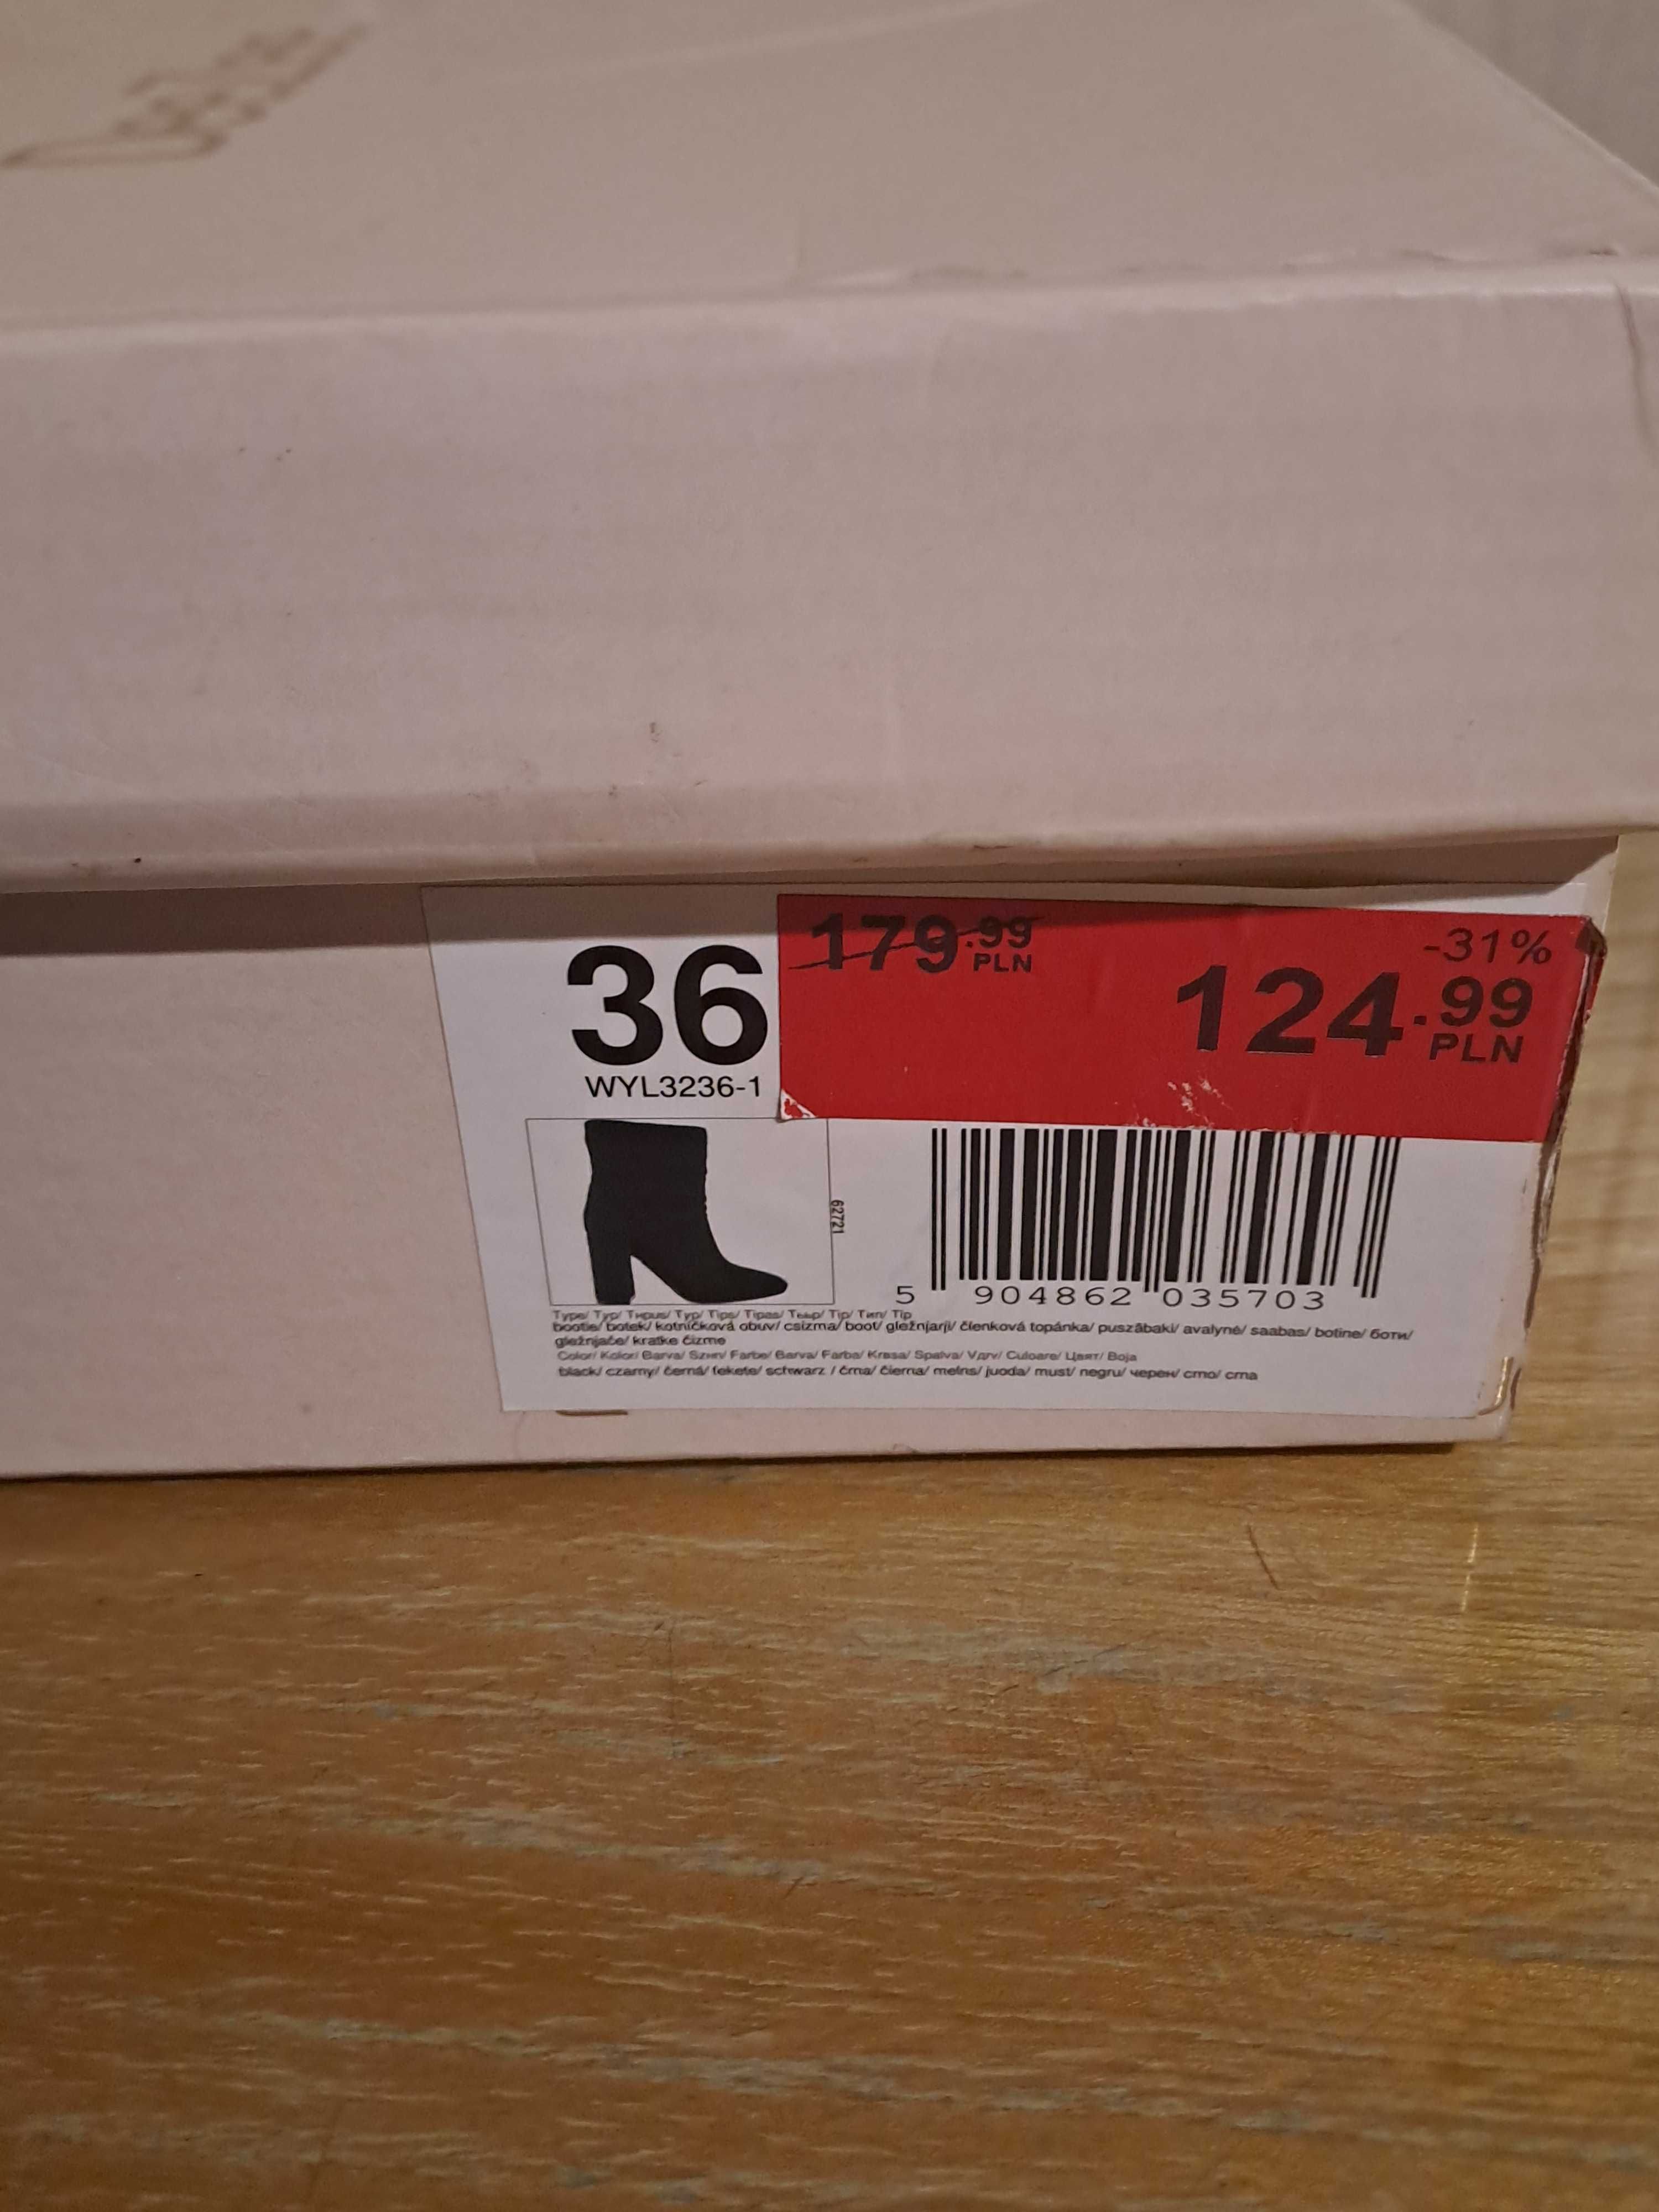 36
WYL3236-1
179.99
PLN
-31%
124.99
PLN
62721
5 904862 035703
Type/ Typ/ Типus/ Typ/ Tips/ Tipas/ Tüüp/ Tip/ Тип/ Tip
bootie/ botek/ kotníčková obuv/ csizma/ boot/ gležnjarji/ členková topánka/ puszābaki/ avalynė/ saabas/ botine/ боти/
gležnjače/ kratke čizme
Color/ Kolor/ Barva/ Szín/ Farbe/ Barva/ Farba/ Krasa/ Spalva/ Värv/ Culoare/ Цвят/ Boja
black/ czarny/ černá/ fekete/ schwarz / črna/ čierna/ melns/ juoda/ must/ negru/ черен/ crno/ crna